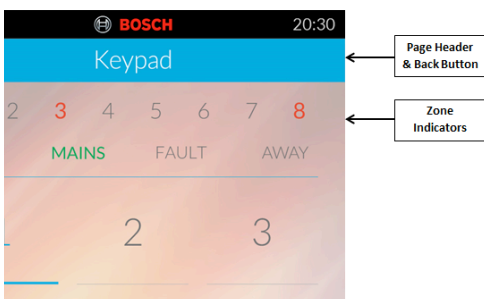 BOSCH 20:30
Keypad
Page Header
& Back Button
2 3 4 5 6 7 8
Zone
Indicators
MAINS FAULT AWAY
2 3